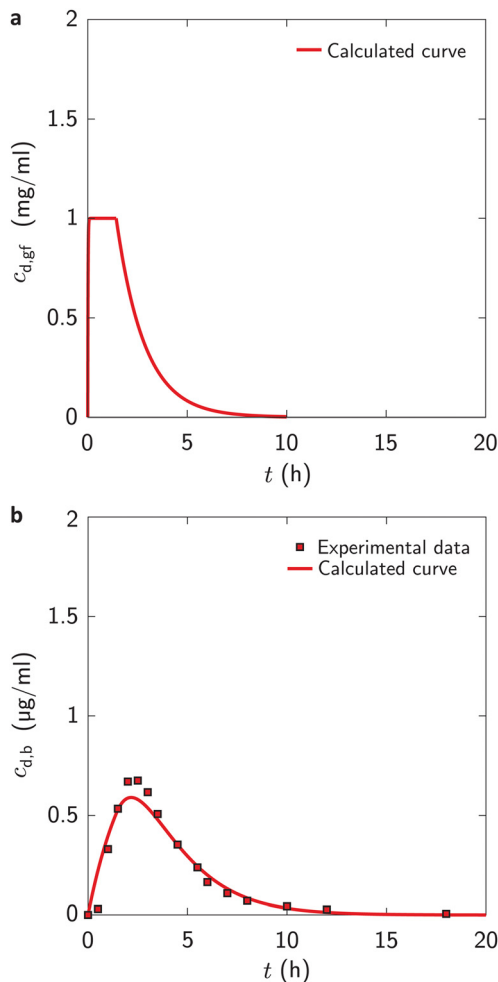 a
2
Calculated curve
1.5
c_d,gf (mg/ml)
1
0.5
0
0 5 10 15 20
t (h)
b
2
Experimental data
Calculated curve
1.5
c_d,b (µg/ml)
1
0.5
0
0 5 10 15 20
t (h)